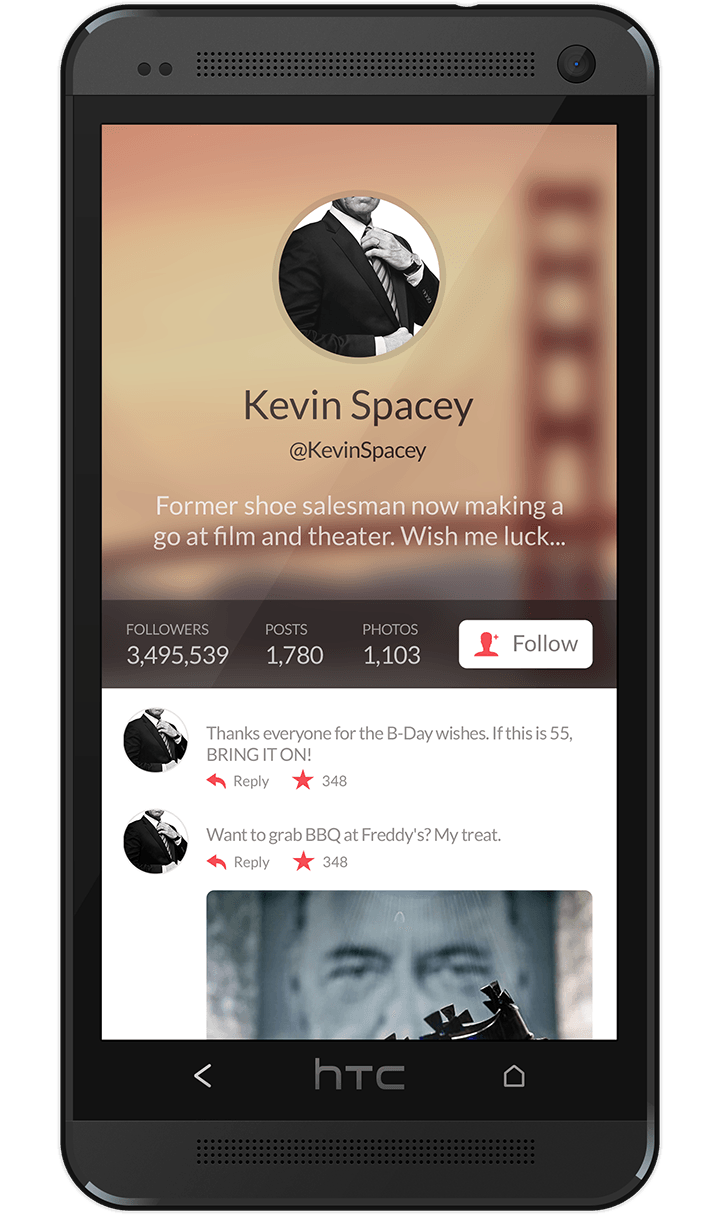 Kevin Spacey
@KevinSpacey
Former shoe salesman now making a
go at film and theater. Wish me luck...
FOLLOWERS POSTS PHOTOS
3,495,539 1,780 1,103 Follow
Thanks everyone for the B-Day wishes. If this is 55,
BRING IT ON!
Reply 348
Want to grab BBQ at Freddy's? My treat.
Reply 348
hTC